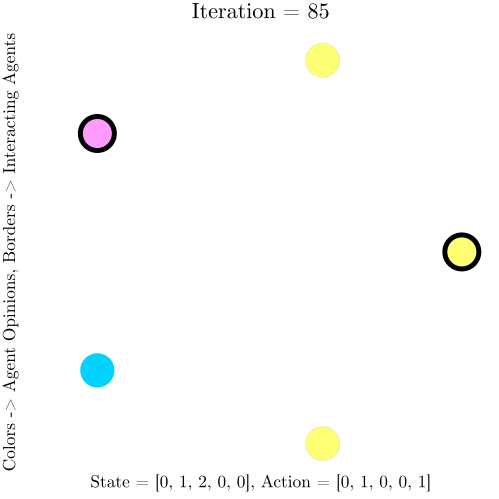 Iteration = 85
Colors -> Agent Opinions, Borders -> Interacting Agents
State = [0, 1, 2, 0, 0], Action = [0, 1, 0, 0, 1]